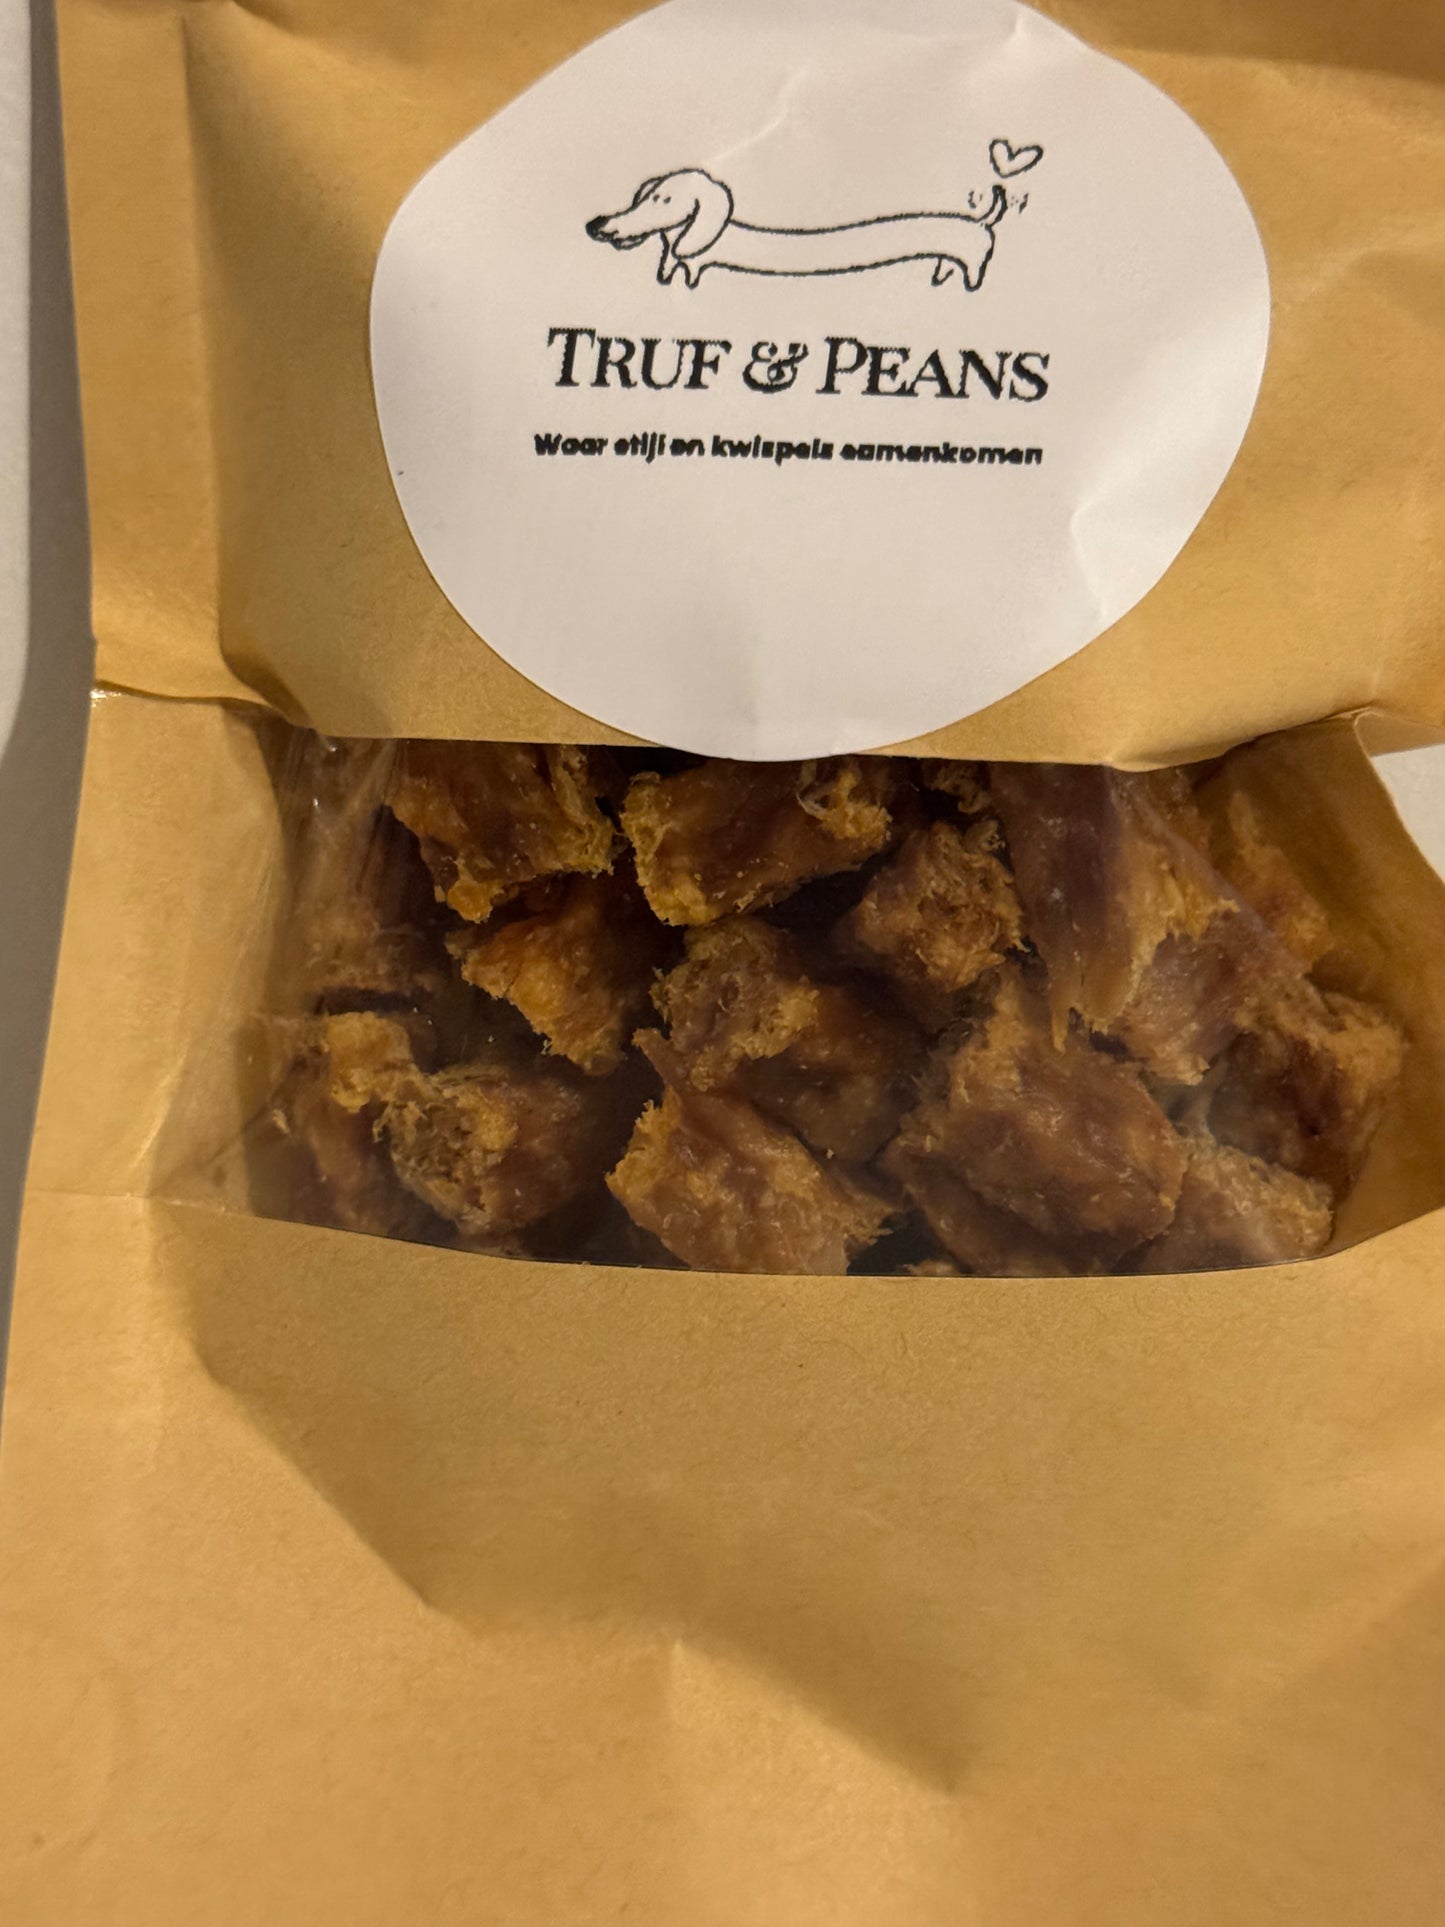 TRUF & PEANS
Waar stijl en kwispels samenkomen